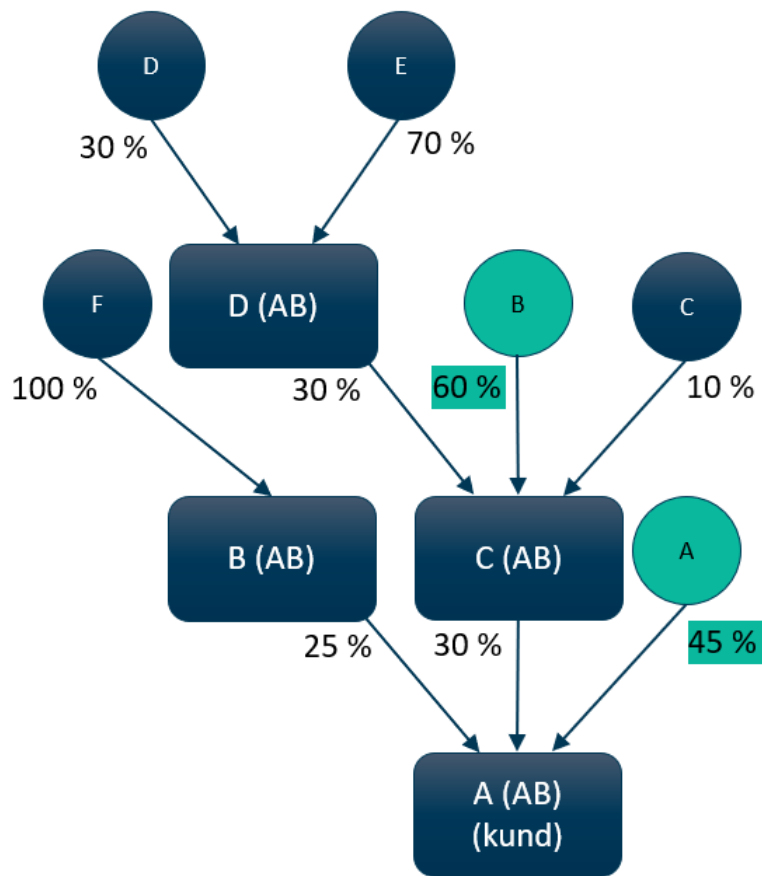 D
E
30 %
70 %
F
D (AB)
B
C
100 %
30 %
60 %
10 %
B (AB)
C (AB)
A
25 %
30 %
45 %
A (AB)
(kund)